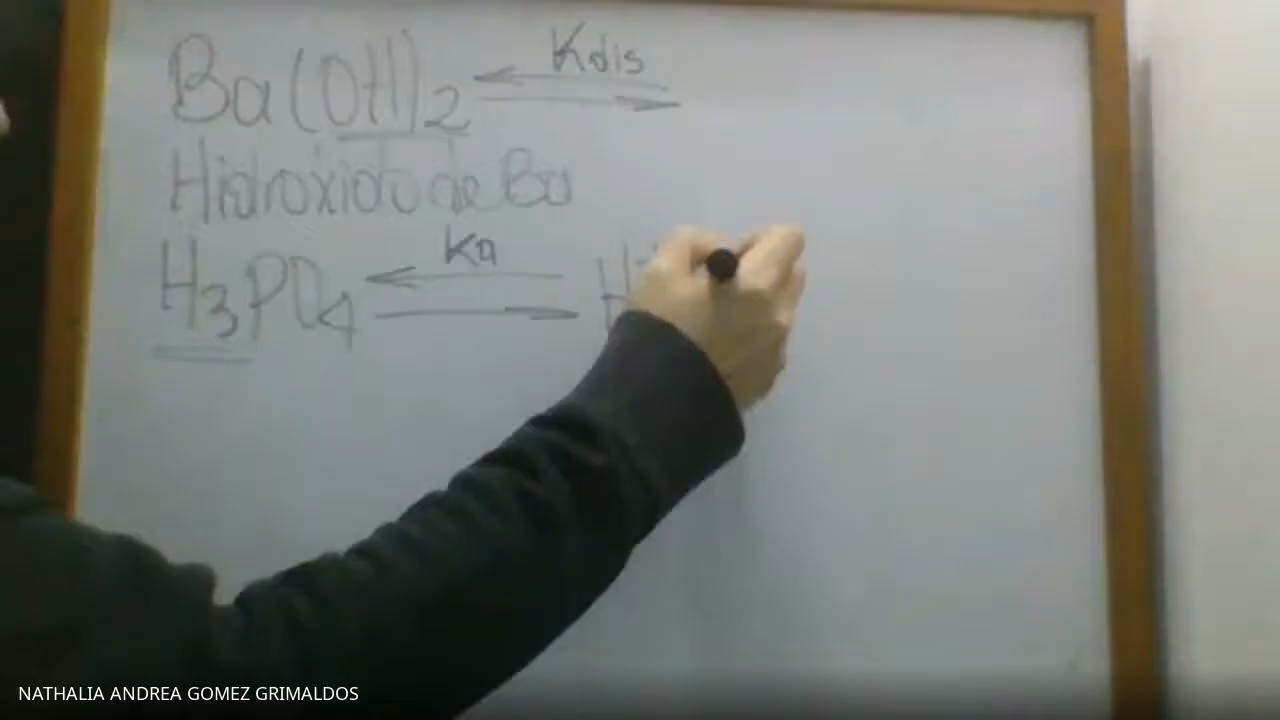 Ba(OH)2 ⇌ Kdis
Hidroxido de Ba
H3PO4 ⇌ Ka H
NATHALIA ANDREA GOMEZ GRIMALDOS